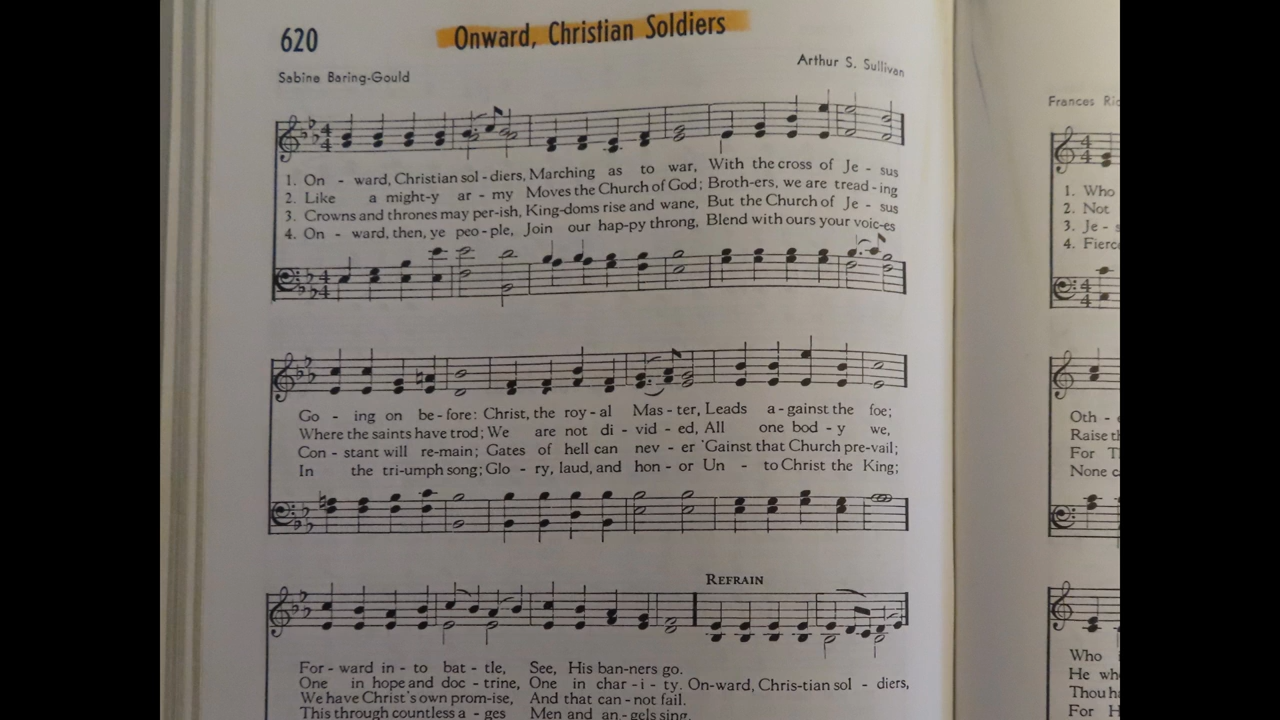 620
Onward, Christian Soldiers
Sabine Baring-Gould
Arthur S. Sullivan
1. On - ward, Christian sol - diers, Marching as to war, With the cross of Je - sus
2. Like a might-y ar - my Moves the Church of God; Broth-ers, we are tread - ing
3. Crowns and thrones may per-ish, King-doms rise and wane, But the Church of Je - sus
4. On - ward, then, ye peo - ple, Join our hap-py throng, Blend with ours your voic-es
Go - ing on be - fore: Christ, the roy - al Mas - ter, Leads a - gainst the foe;
Where the saints have trod; We are not di - vid - ed, All one bod - y we,
Con - stant will re-main; Gates of hell can nev - er 'Gainst that Church pre-vail;
In the tri-umph song; Glo - ry, laud, and hon - or Un - to Christ the King;
REFRAIN
For - ward in - to bat - tle, See, His ban-ners go.
One in hope and doc - trine, One in char - i - ty. On-ward, Chris-tian sol - diers,
We have Christ's own prom-ise, And that can - not fail.
This through countless a - ges Men and an - gels sing.
Frances
1. Who
2. Not
3. Je -
4. Fierc
Oth -
Raise
For
None
Who
He
Thou
For